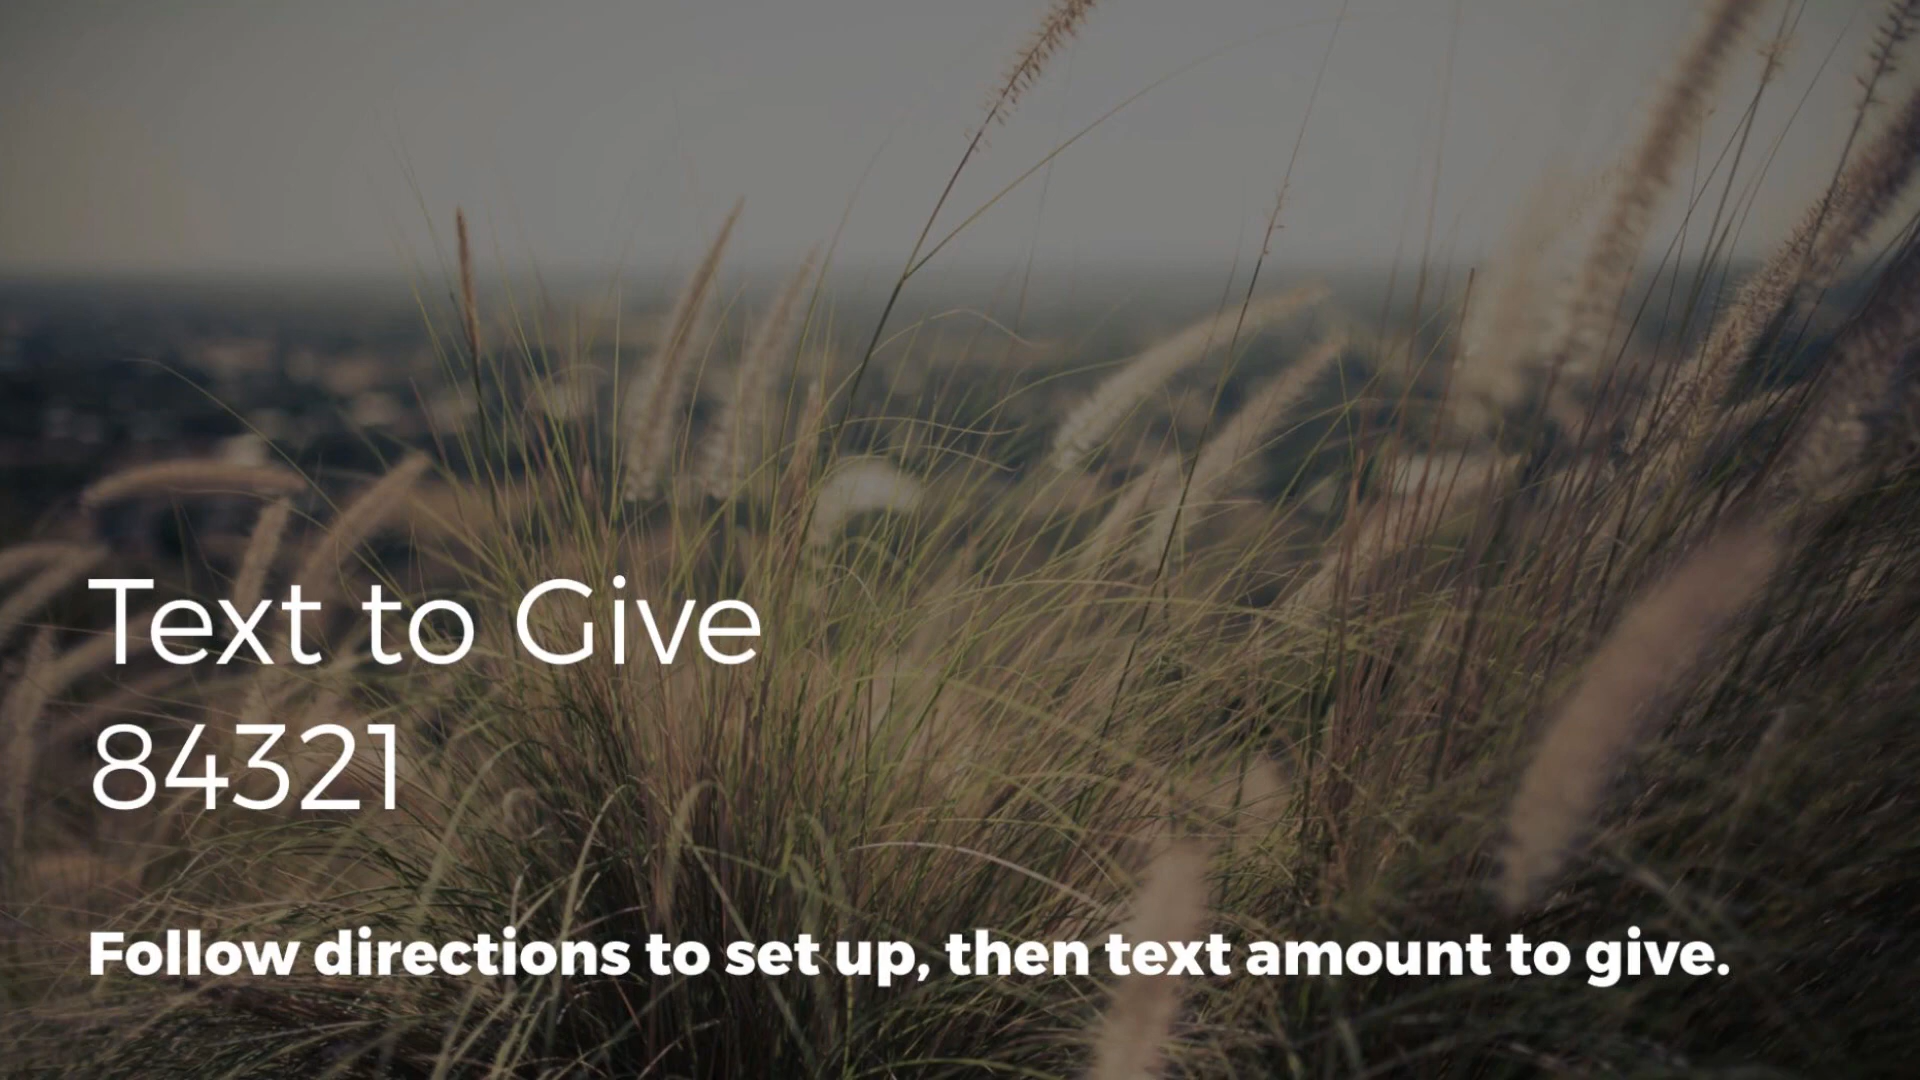 Text to Give
84321
Follow directions to set up, then text amount to give.